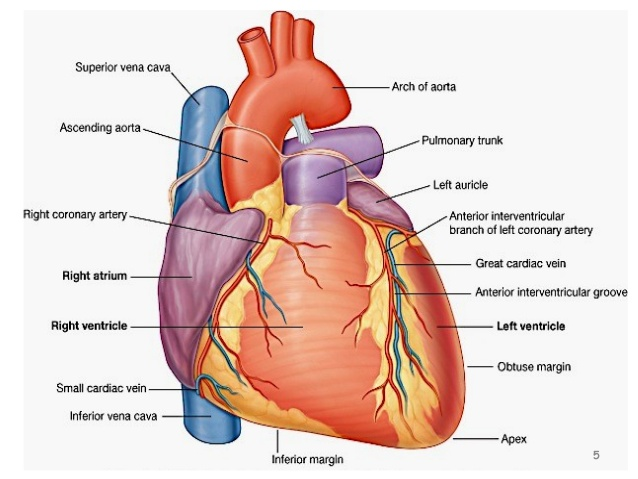 Superior vena cava
Arch of aorta
Ascending aorta
Pulmonary trunk
Left auricle
Right coronary artery
Anterior interventricular
branch of left coronary artery
Great cardiac vein
Right atrium
Anterior interventricular groove
Right ventricle
Left ventricle
Obtuse margin
Small cardiac vein
Inferior vena cava
Apex
Inferior margin
5